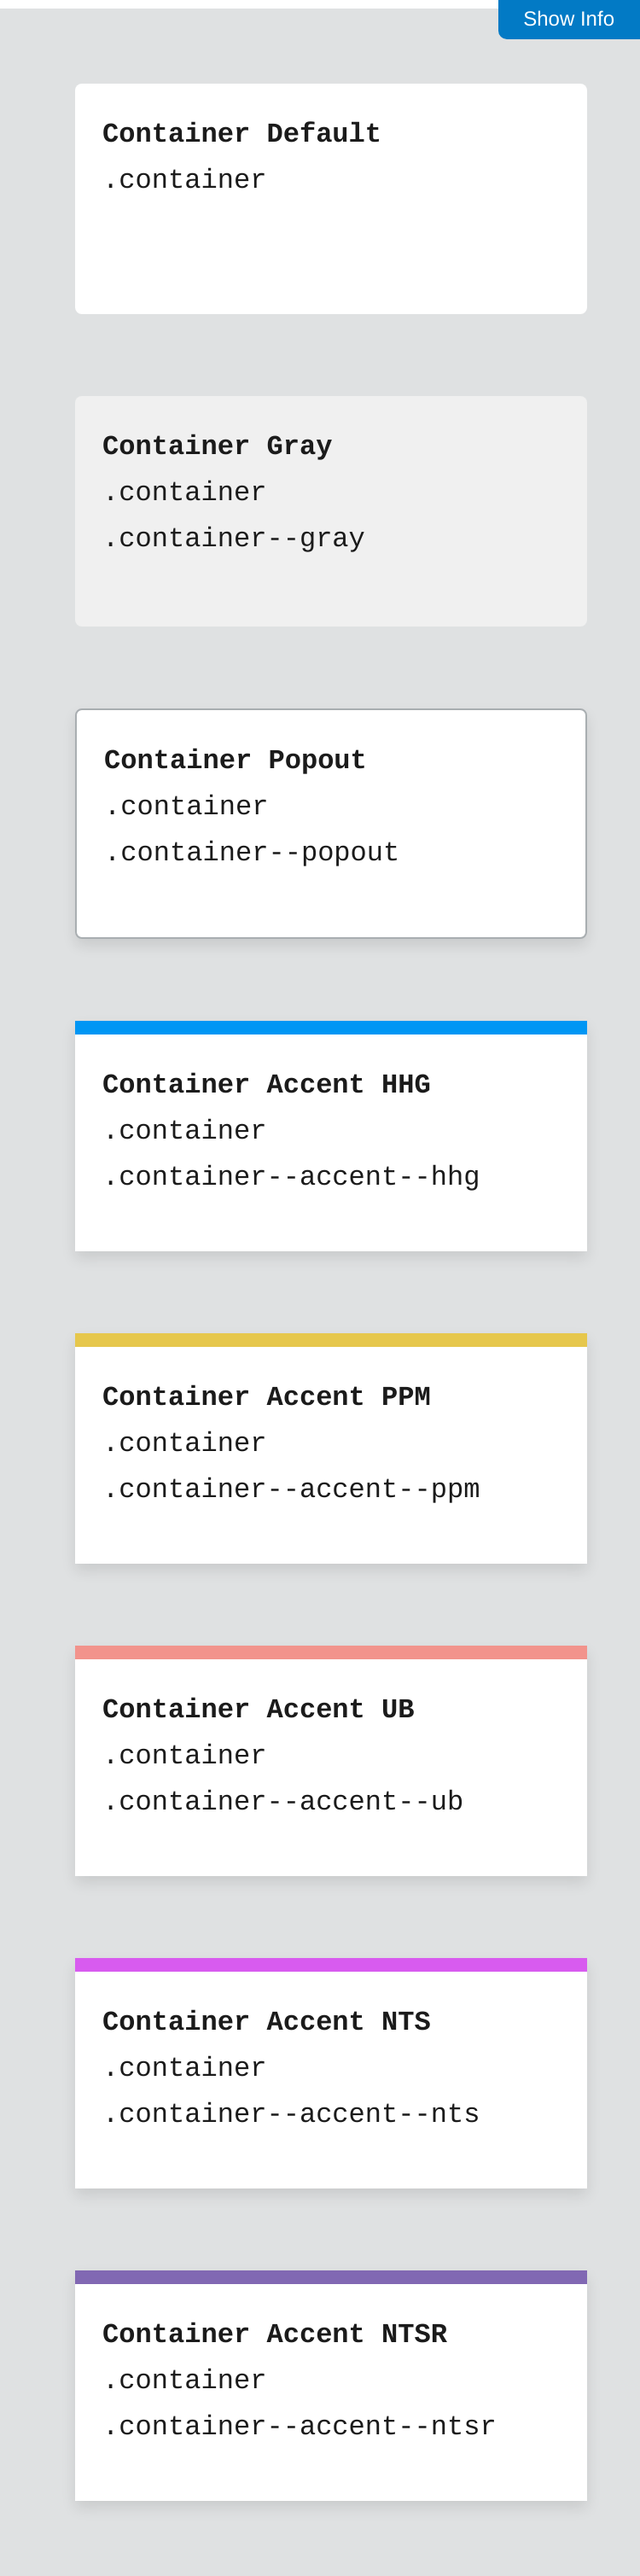 Show Info
Container Default
.container
Container Gray
.container
.container--gray
Container Popout
.container
.container--popout
Container Accent HHG
.container
.container--accent--hhg
Container Accent PPM
.container
.container--accent--ppm
Container Accent UB
.container
.container--accent--ub
Container Accent NTS
.container
.container--accent--nts
Container Accent NTSR
.container
.container--accent--ntsr